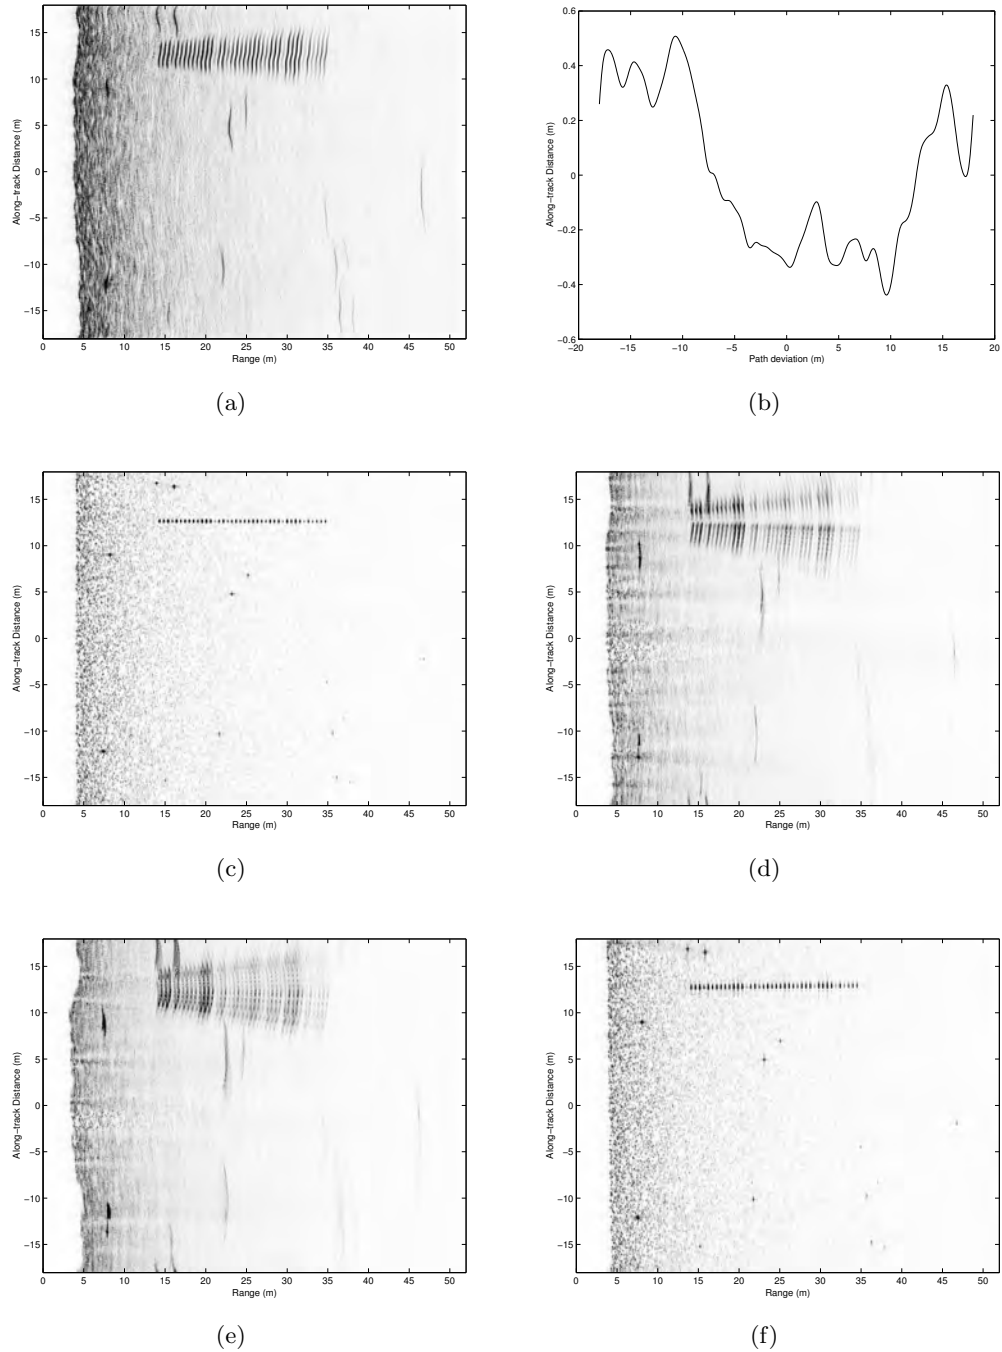 15
10
5
0
−5
−10
−15
Along−track Distance (m)
0 5 10 15 20 25 30 35 40 45 50
Range (m)
(a)
0.6
0.4
0.2
0
−0.2
−0.4
−0.6
Along−track Distance (m)
−20 −15 −10 −5 0 5 10 15 20
Path deviation (m)
(b)
15
10
5
0
−5
−10
−15
Along−track Distance (m)
0 5 10 15 20 25 30 35 40 45 50
Range (m)
(c)
15
10
5
0
−5
−10
−15
Along−track Distance (m)
0 5 10 15 20 25 30 35 40 45 50
Range (m)
(d)
15
10
5
0
−5
−10
−15
Along−track Distance (m)
0 5 10 15 20 25 30 35 40 45 50
Range (m)
(e)
15
10
5
0
−5
−10
−15
Along−track Distance (m)
0 5 10 15 20 25 30 35 40 45 50
Range (m)
(f)